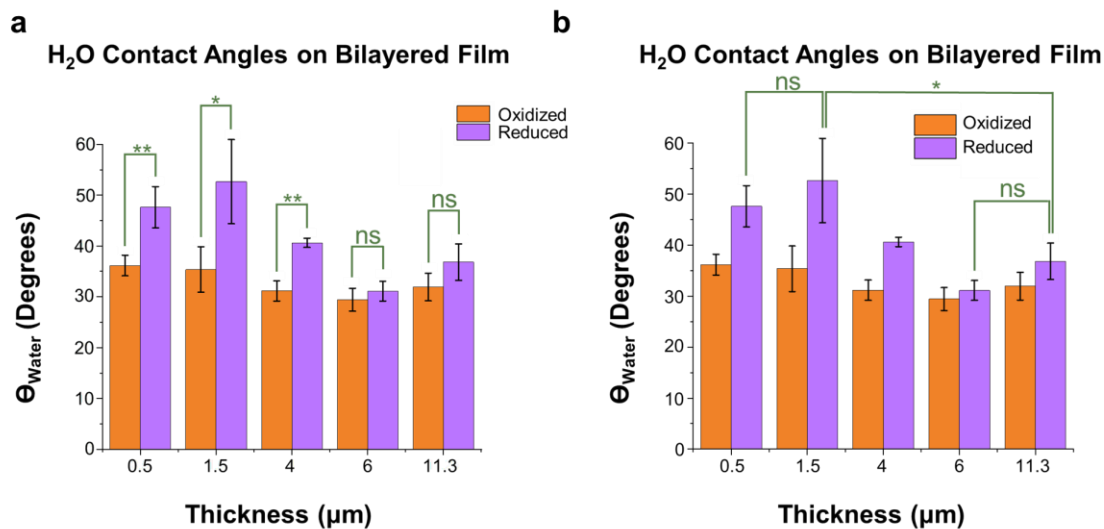 a
H₂O Contact Angles on Bilayered Film
Oxidized
Reduced
**
*
**
ns
ns
60
50
40
30
20
10
0
ΘWater (Degrees)
0.5 1.5 4 6 11.3
Thickness (µm)
b
H₂O Contact Angles on Bilayered Film
ns
*
ns
Oxidized
Reduced
60
50
40
30
20
10
0
ΘWater (Degrees)
0.5 1.5 4 6 11.3
Thickness (µm)